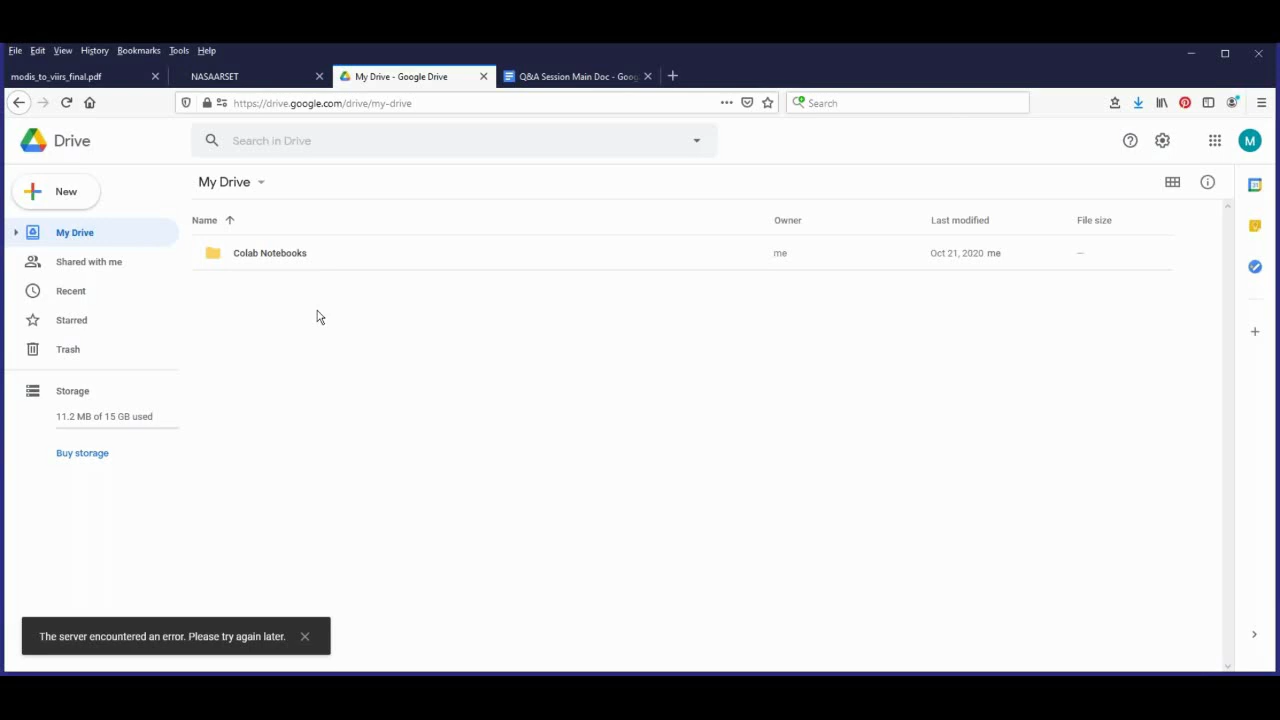 File Edit View History Bookmarks Tools Help
modis_to_viirs_final.pdf
NASAARSET
My Drive - Google Drive
Q&A Session Main Doc - Goog
https://drive.google.com/drive/my-drive
Search
Drive
Search in Drive
M
New
My Drive
Name
Owner
Last modified
File size
My Drive
Colab Notebooks
me
Oct 21, 2020 me
—
Shared with me
Recent
Starred
Trash
Storage
11.2 MB of 15 GB used
Buy storage
31
The server encountered an error. Please try again later.